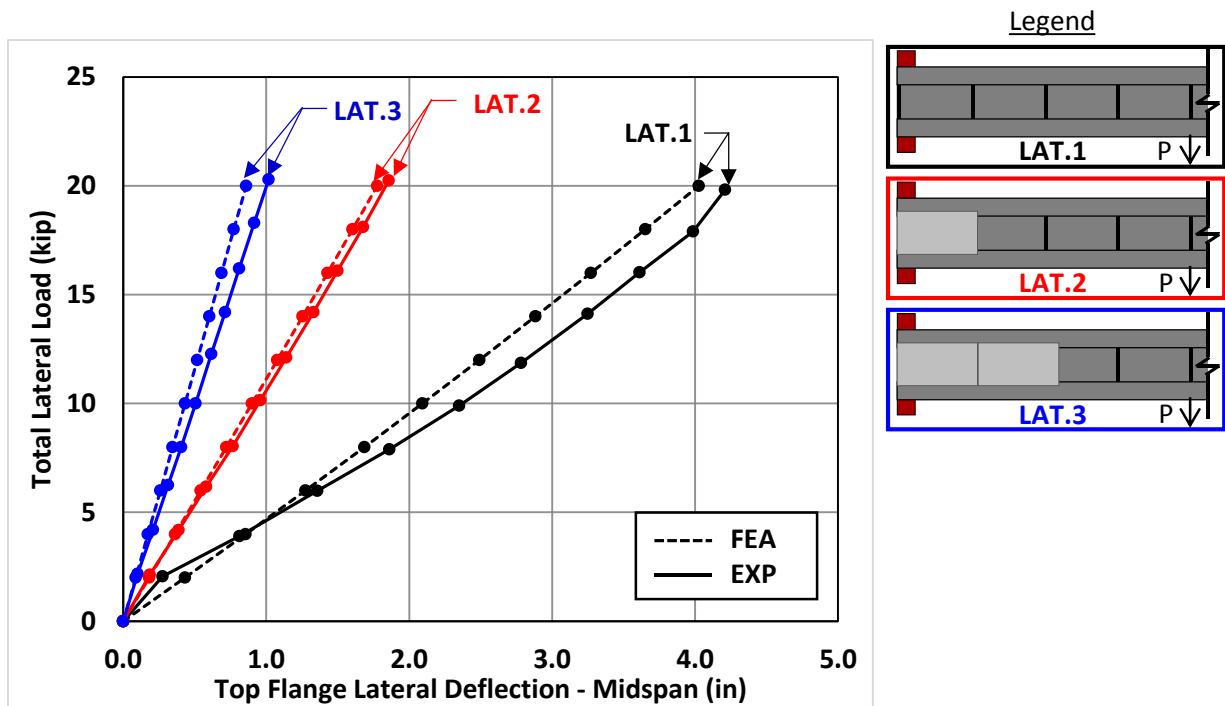 Legend
25
20
15
10
5
0
Total Lateral Load (kip)
LAT.3
LAT.2
LAT.1
FEA
EXP
0.0 1.0 2.0 3.0 4.0 5.0
Top Flange Lateral Deflection - Midspan (in)
LAT.1 P
LAT.2 P
LAT.3 P